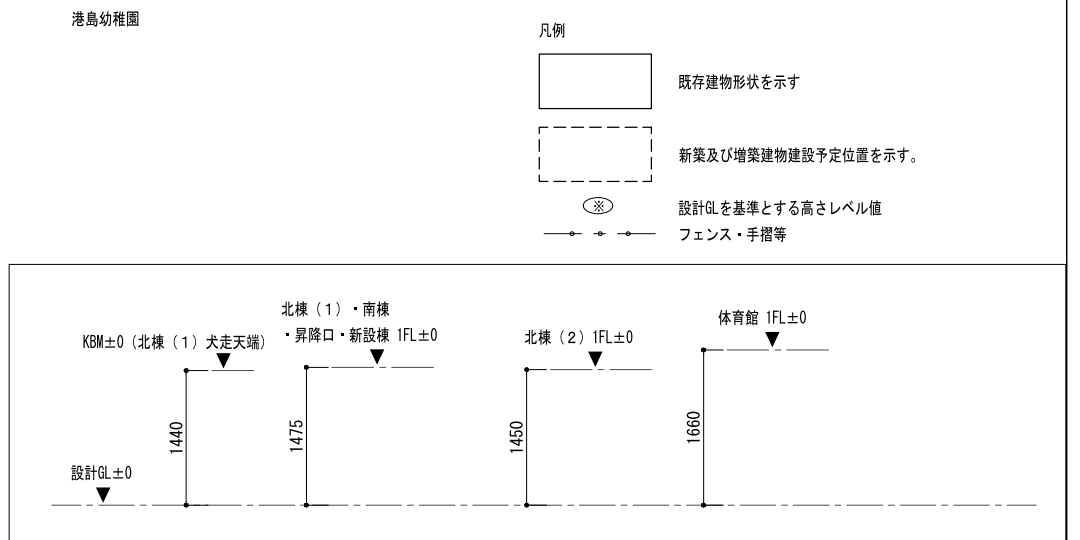 港島幼稚園
凡例
既存建物形状を示す
新築及び増築建物建設予定位置を示す。
※
設計GLを基準とする高さレベル値
フェンス・手摺等
KBM±0（北棟（1）犬走天端）
北棟（1）・南棟
・昇降口・新設棟 1FL±0
北棟（2）1FL±0
体育館 1FL±0
1440
1475
1450
1660
設計GL±0